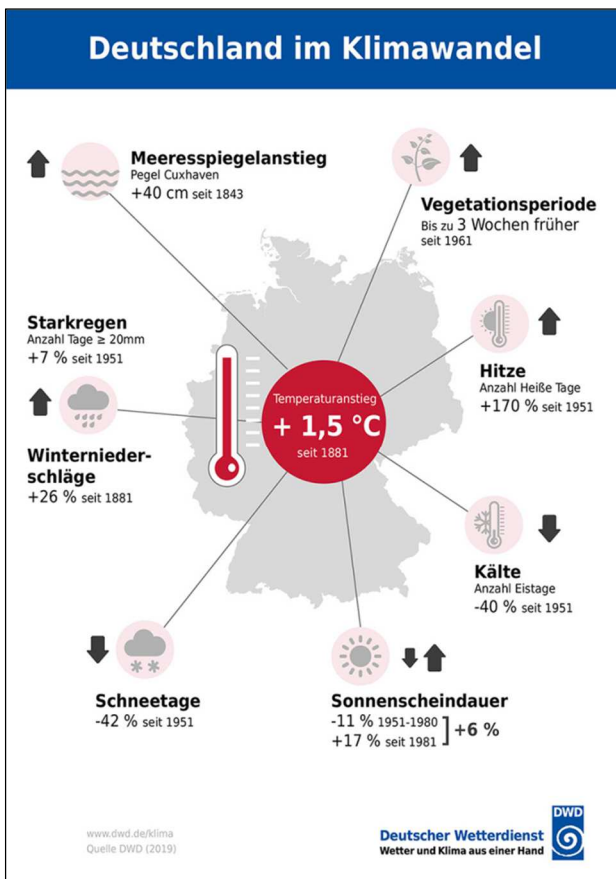 Deutschland im Klimawandel
Meeresspiegelanstieg
Pegel Cuxhaven
+40 cm seit 1843
Vegetationsperiode
Bis zu 3 Wochen früher
seit 1961
Starkregen
Anzahl Tage ≥ 20mm
+7 % seit 1951
Winternieder-
schläge
+26 % seit 1881
Temperaturanstieg
+ 1,5 °C
seit 1881
Hitze
Anzahl Heiße Tage
+170 % seit 1951
Kälte
Anzahl Eistage
-40 % seit 1951
Schneetage
-42 % seit 1951
Sonnenscheindauer
-11 % 1951-1980
+17 % seit 1981
+6 %
www.dwd.de/klima
Quelle DWD (2019)
Deutscher Wetterdienst
Wetter und Klima aus einer Hand
DWD